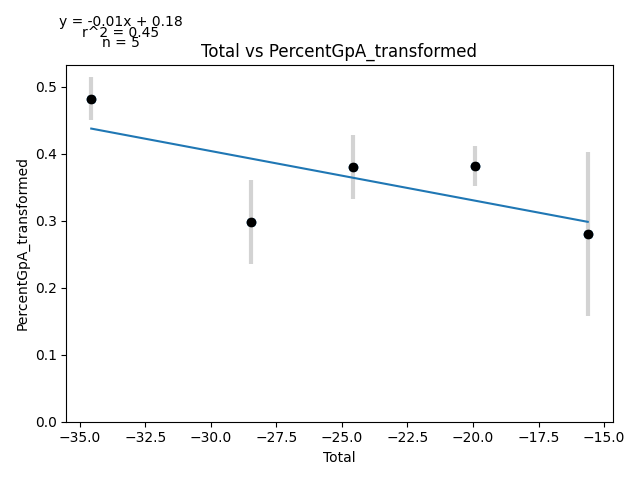 y = -0.01x + 0.18
r^2 = 0.45
n = 5
Total vs PercentGpA_transformed
PercentGpA_transformed
0.5
0.4
0.3
0.2
0.1
0.0
−35.0 −32.5 −30.0 −27.5 −25.0 −22.5 −20.0 −17.5 −15.0
Total